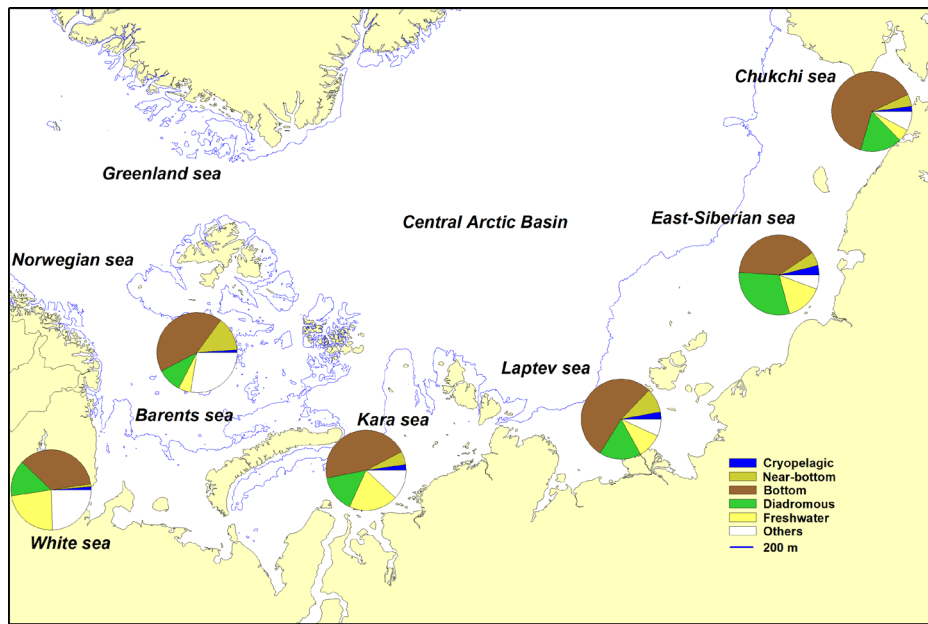 Chukchi sea
Greenland sea
Central Arctic Basin
East-Siberian sea
Norwegian sea
Laptev sea
Barents sea
Kara sea
White sea
Cryopelagic
Near-bottom
Bottom
Diadromous
Freshwater
Others
200 m